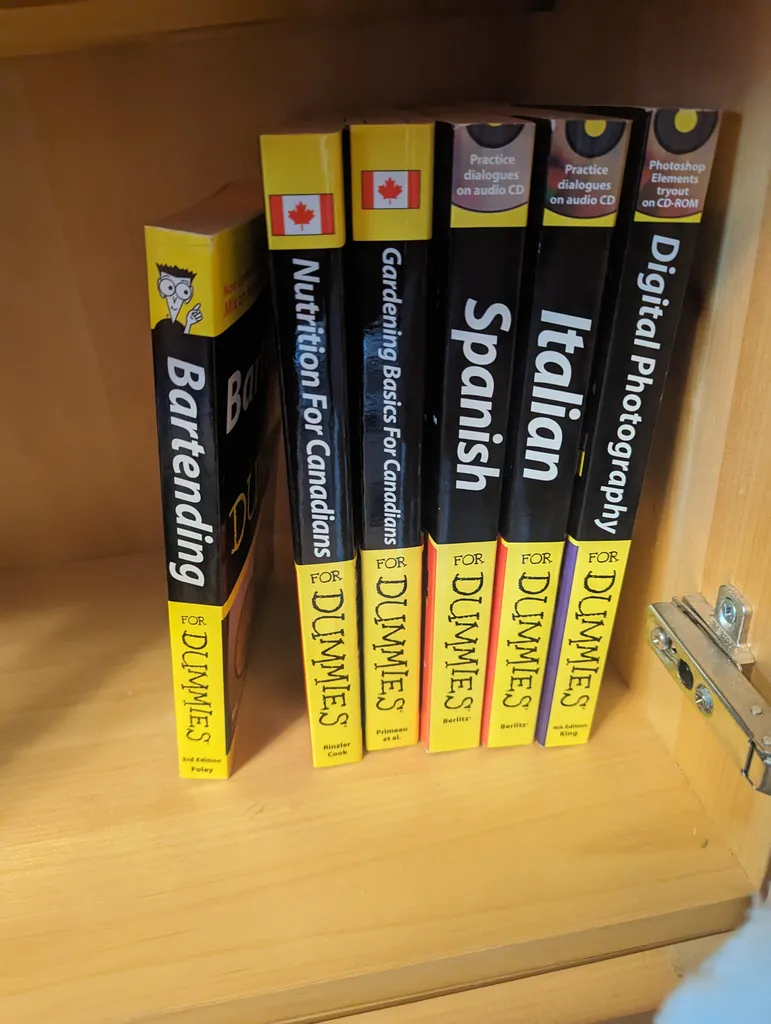 Bartending
FOR
DUMMIES
3rd Edition
Foley
Nutrition For Canadians
FOR
DUMMIES
Rinzler
Cook
Gardening Basics For Canadians
FOR
DUMMIES
Primeau
et al.
Practice
dialogues
on audio CD
Spanish
FOR
DUMMIES
Berlitz
Practice
dialogues
on audio CD
Italian
FOR
DUMMIES
Berlitz
Photoshop
Elements
tryout
on CD-ROM
Digital Photography
FOR
DUMMIES
4th Edition
King